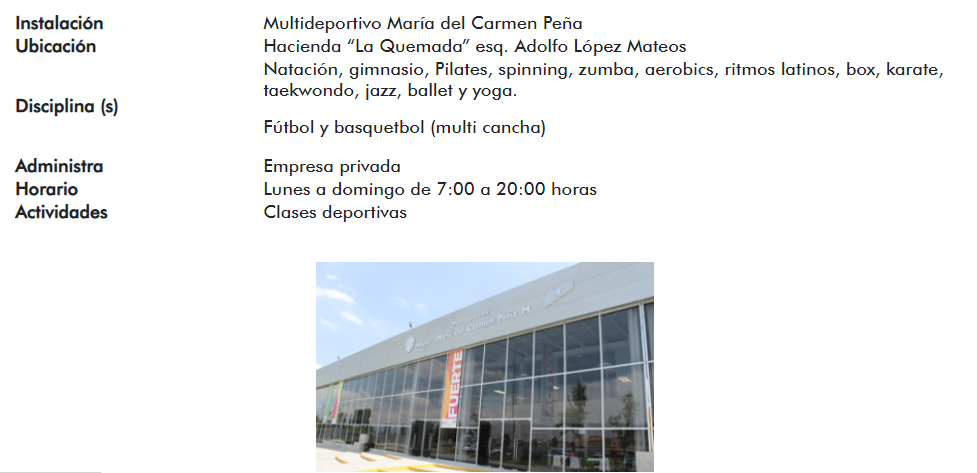 Instalación Multideportivo María del Carmen Peña
Ubicación Hacienda “La Quemada” esq. Adolfo López Mateos
Disciplina (s) Natación, gimnasio, Pilates, spinning, zumba, aerobics, ritmos latinos, box, karate,
taekwondo, jazz, ballet y yoga.
Fútbol y basquetbol (multi cancha)
Administra Empresa privada
Horario Lunes a domingo de 7:00 a 20:00 horas
Actividades Clases deportivas
María del Carmen Peña M.
FUERTE